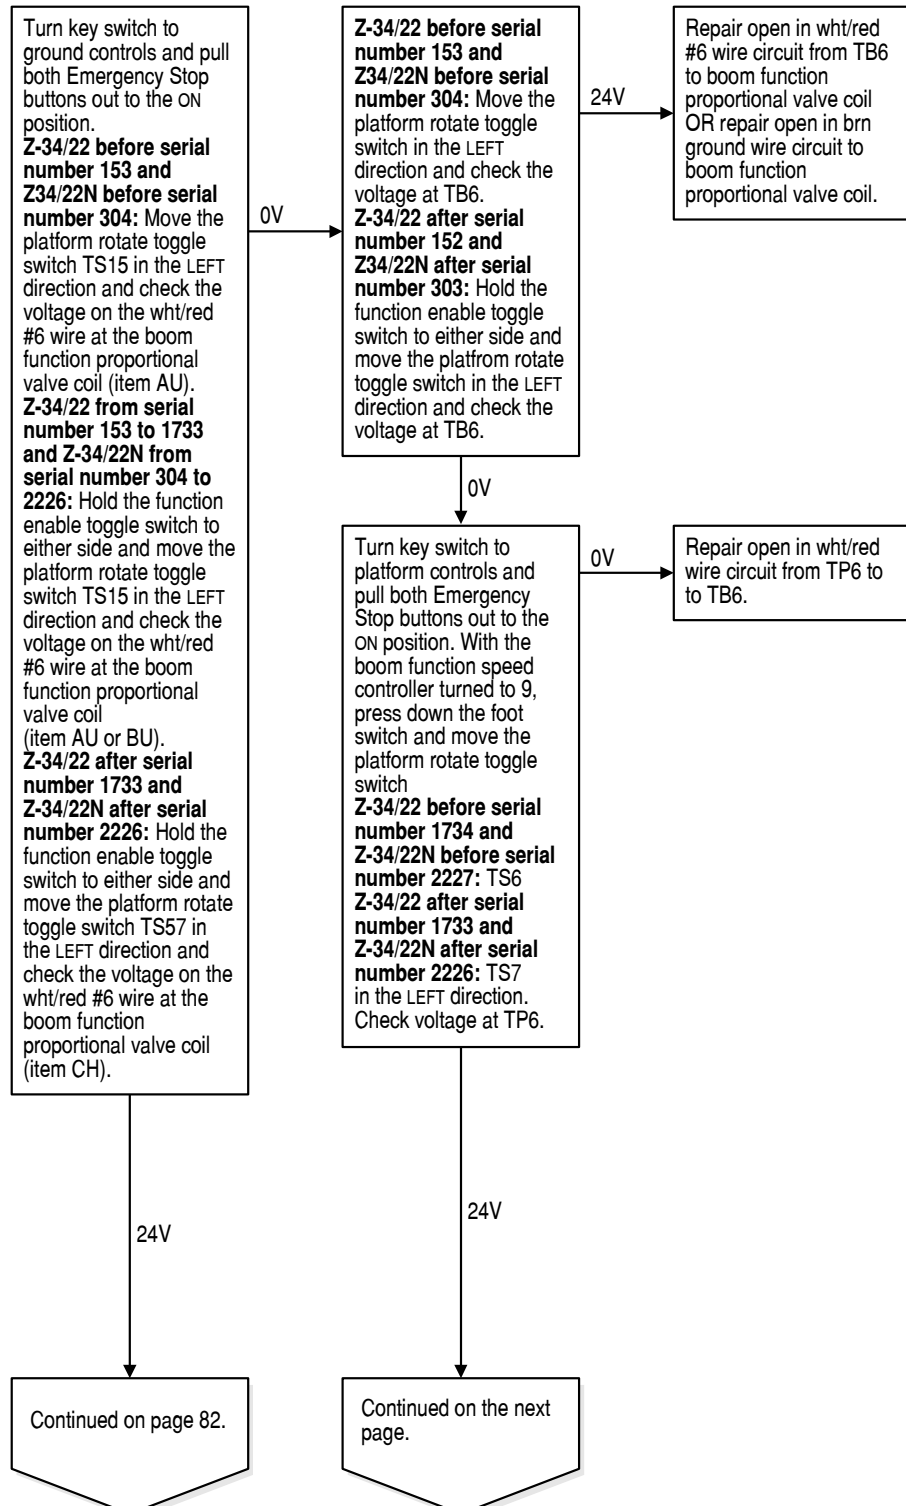 Turn key switch to
ground controls and pull
both Emergency Stop
buttons out to the ON
position.
Z-34/22 before serial
number 153 and
Z34/22N before serial
number 304: Move the
platform rotate toggle
switch TS15 in the LEFT
direction and check the
voltage on the wht/red
#6 wire at the boom
function proportional
valve coil (item AU).
Z-34/22 from serial
number 153 to 1733
and Z-34/22N from
serial number 304 to
2226: Hold the function
enable toggle switch to
either side and move the
platform rotate toggle
switch TS15 in the LEFT
direction and check the
voltage on the wht/red
#6 wire at the boom
function proportional
valve coil
(item AU or BU).
Z-34/22 after serial
number 1733 and
Z-34/22N after serial
number 2226: Hold the
function enable toggle
switch to either side and
move the platform rotate
toggle switch TS57 in
the LEFT direction and
check the voltage on the
wht/red #6 wire at the
boom function
proportional valve coil
(item CH).
0V
24V
Continued on page 82.
Z-34/22 before serial
number 153 and
Z34/22N before serial
number 304: Move the
platform rotate toggle
switch in the LEFT
direction and check the
voltage at TB6.
Z-34/22 after serial
number 152 and
Z34/22N after serial
number 303: Hold the
function enable toggle
switch to either side and
move the platfrom rotate
toggle switch in the LEFT
direction and check the
voltage at TB6.
24V
Repair open in wht/red
#6 wire circuit from TB6
to boom function
proportional valve coil
OR repair open in brn
ground wire circuit to
boom function
proportional valve coil.
0V
Turn key switch to
platform controls and
pull both Emergency
Stop buttons out to the
ON position. With the
boom function speed
controller turned to 9,
press down the foot
switch and move the
platform rotate toggle
switch
Z-34/22 before serial
number 1734 and
Z-34/22N before serial
number 2227: TS6
Z-34/22 after serial
number 1733 and
Z-34/22N after serial
number 2226: TS7
in the LEFT direction.
Check voltage at TP6.
0V
Repair open in wht/red
wire circuit from TP6 to
to TB6.
24V
Continued on the next
page.